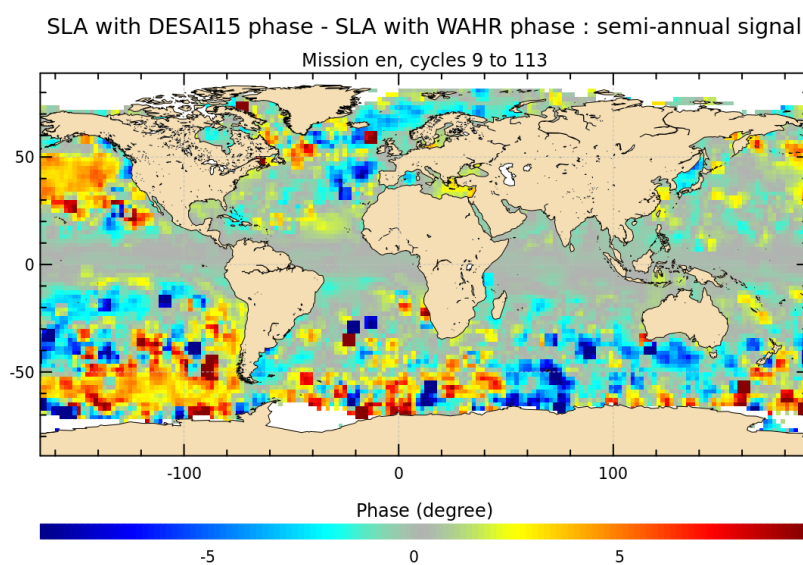 SLA with DESAI15 phase - SLA with WAHR phase : semi-annual signal
Mission en, cycles 9 to 113
50
0
-50
-100 0 100
Phase (degree)
-5 0 5